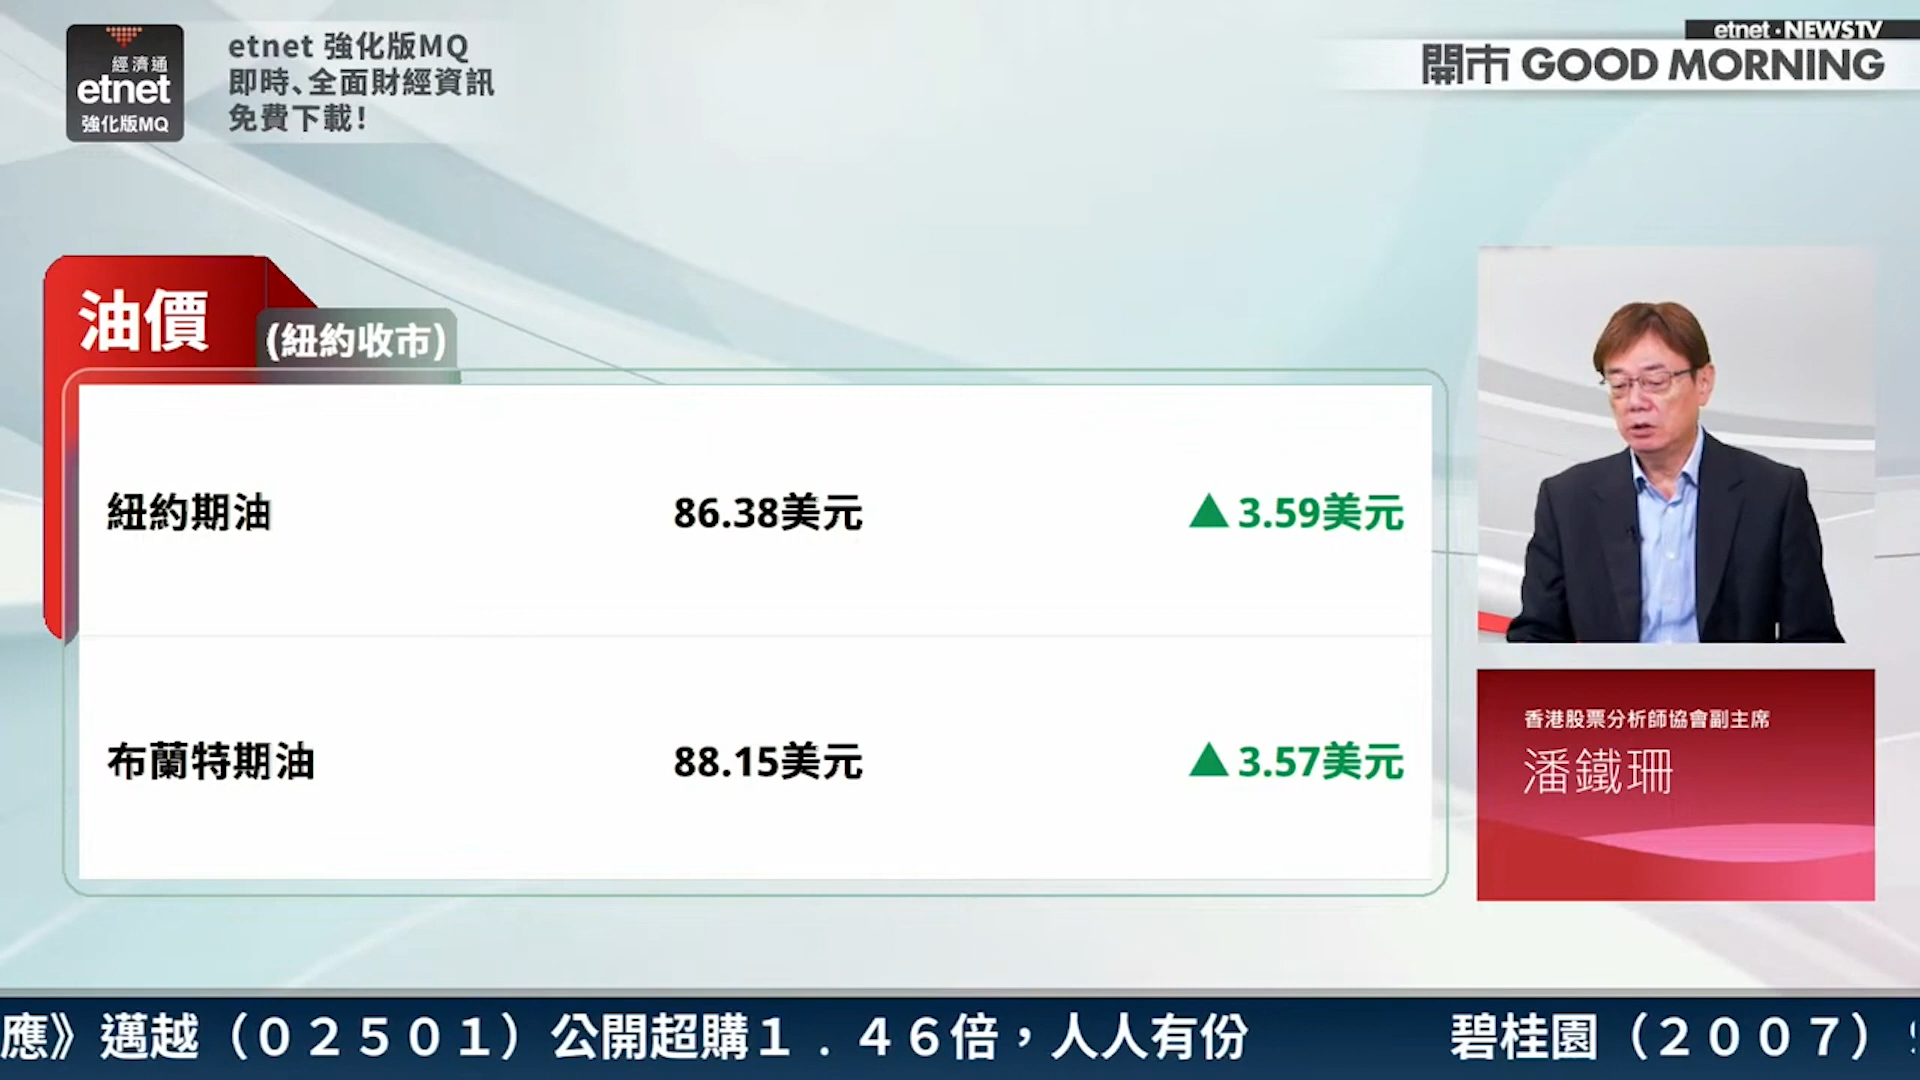 經濟通
etnet
強化版MQ
etnet 強化版MQ
即時、全面財經資訊
免費下載!
etnet·NEWSTV
開市 GOOD MORNING
油價
(紐約收市)
紐約期油 86.38美元 ▲3.59美元
布蘭特期油 88.15美元 ▲3.57美元
香港股票分析師協會副主席
潘鐵珊
應》邁越（02501）公開超購1．46倍，人人有份 碧桂園（2007）